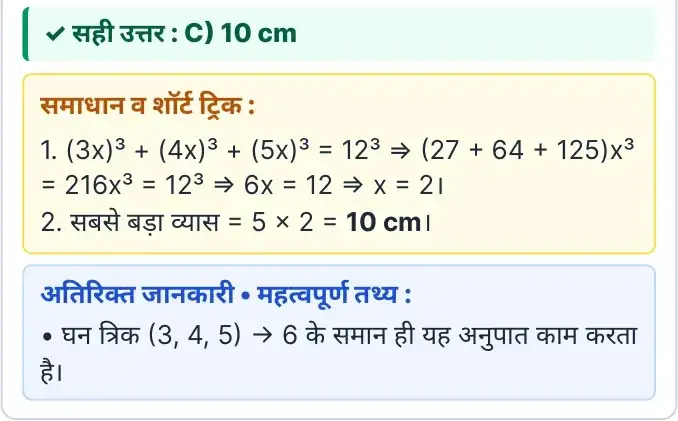 ✓ सही उत्तर : C) 10 cm
समाधान व शॉर्ट ट्रिक :
1. (3x)³ + (4x)³ + (5x)³ = 12³ ⇒ (27 + 64 + 125)x³
= 216x³ = 12³ ⇒ 6x = 12 ⇒ x = 2।
2. सबसे बड़ा व्यास = 5 × 2 = 10 cm।
अतिरिक्त जानकारी • महत्वपूर्ण तथ्य :
• घन त्रिक (3, 4, 5) → 6 के समान ही यह अनुपात काम करता
है।